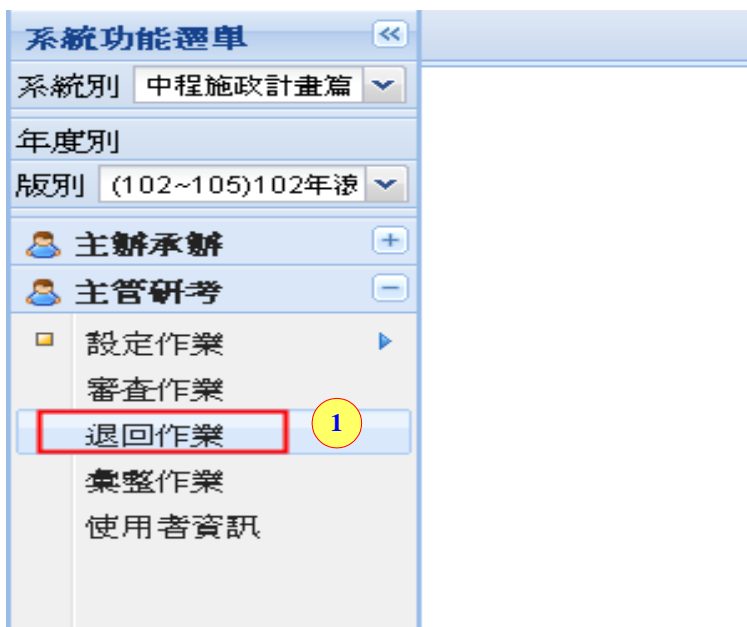 系統功能選單
系統別 中程施政計畫篇
年度別
版別 (102~105)102年滾
主辦承辦
主管研考
設定作業
審查作業
退回作業 1
彙整作業
使用者資訊